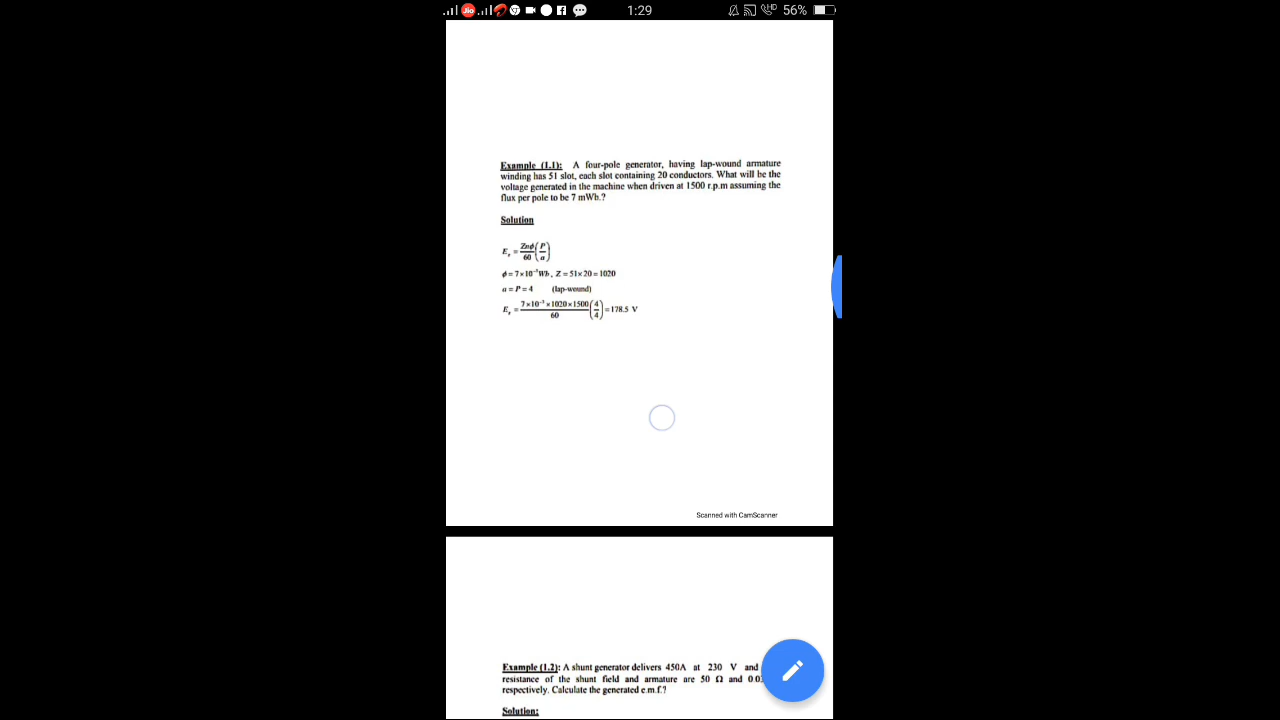 1:29
56%
Example (1.1): A four-pole generator, having lap-wound armature
winding has 51 slot, each slot containing 20 conductors. What will be the
voltage generated in the machine when driven at 1500 r.p.m assuming the
flux per pole to be 7 mWb.?
Solution
E_g = Znϕ/60 (P/a)
ϕ = 7×10⁻³Wb, Z = 51×20 = 1020
a = P = 4 (lap-wound)
E_g = 7×10⁻³×1020×1500/60 (4/4) = 178.5 V
Scanned with CamScanner
Example (1.2): A shunt generator delivers 450A at 230 V and
resistance of the shunt field and armature are 50 Ω and 0.0
respectively. Calculate the generated e.m.f.?
Solution: